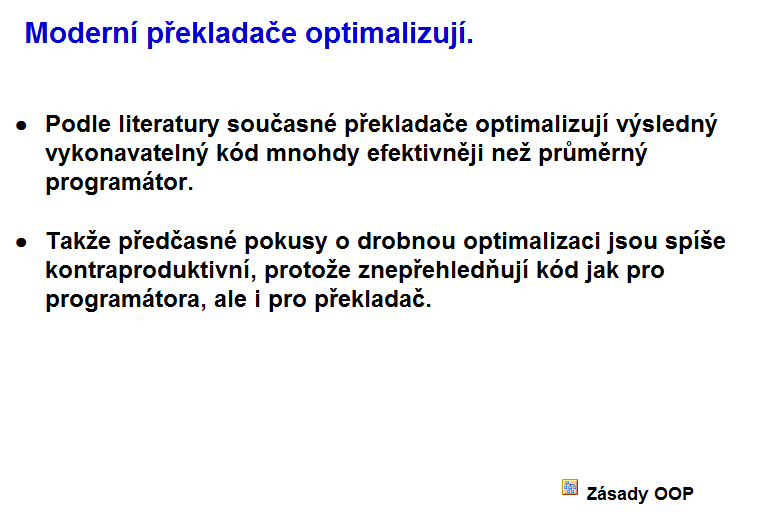 Moderní překladače optimalizují.
● Podle literatury současné překladače optimalizují výsledný
vykonavatelný kód mnohdy efektivněji než průměrný
programátor.
● Takže předčasné pokusy o drobnou optimalizaci jsou spíše
kontraproduktivní, protože znepřehledňují kód jak pro
programátora, ale i pro překladač.
Zásady OOP